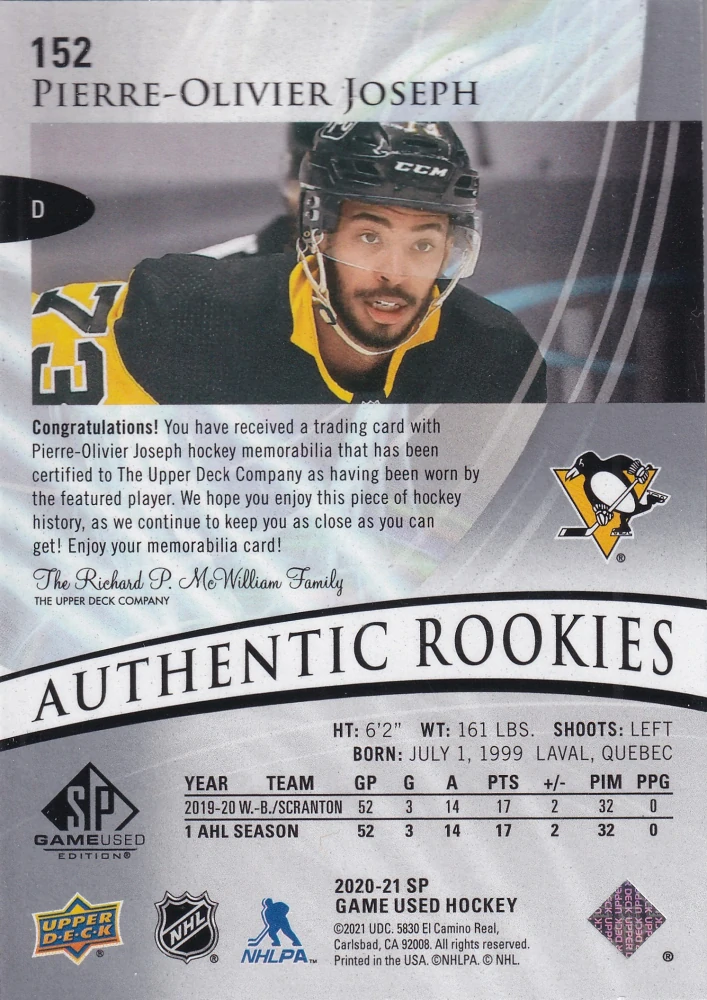 152
PIERRE-OLIVIER JOSEPH
CCM
D
73
Congratulations! You have received a trading card with
Pierre-Olivier Joseph hockey memorabilia that has been
certified to The Upper Deck Company as having been worn by
the featured player. We hope you enjoy this piece of hockey
history, as we continue to keep you as close as you can
get! Enjoy your memorabilia card!
The Richard P. McWilliam Family
THE UPPER DECK COMPANY
®
AUTHENTIC ROOKIES
HT: 6'2" WT: 161 LBS. SHOOTS: LEFT
BORN: JULY 1, 1999 LAVAL, QUEBEC
YEAR TEAM GP G A PTS +/- PIM PPG
2019-20 W.-B./SCRANTON 52 3 14 17 2 32 0
1 AHL SEASON 52 3 14 17 2 32 0
SP
GAMEUSED
EDITION®
UPPER
D·E·C·K
®
NHL
®
NHLPA™
2020-21 SP
GAME USED HOCKEY
©2021 UDC. 5830 El Camino Real,
Carlsbad, CA 92008. All rights reserved.
Printed in the USA. ©NHLPA. © NHL.
®